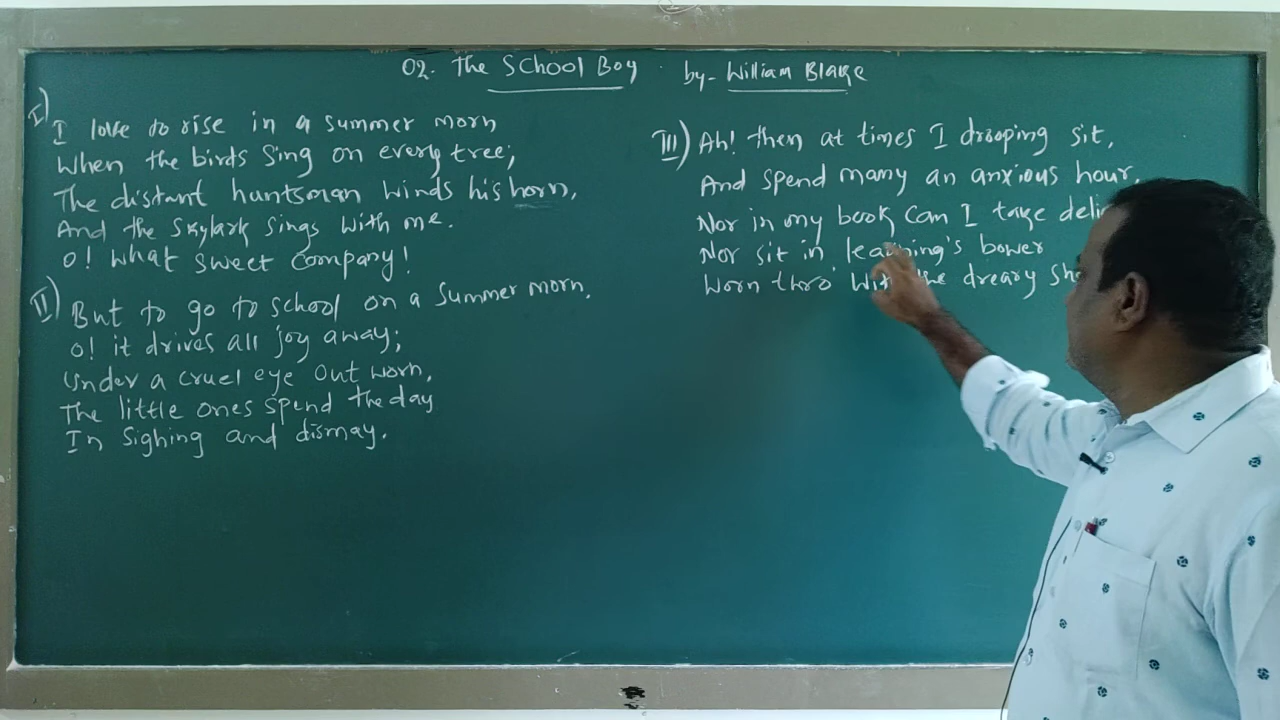 02. The School Boy by- William Blake
I) I love to rise in a summer morn
When the birds sing on every tree;
The distant huntsman winds his horn,
And the skylark sings with me.
O! what sweet company!
II) But to go to school on a summer morn,
O! it drives all joy away;
Under a cruel eye out worn,
The little ones spend the day
In sighing and dismay.
III) Ah! then at times I drooping sit,
And spend many an anxious hour,
Nor in my book can I take
Nor sit in learning's bower
Worn thro' with the dreary